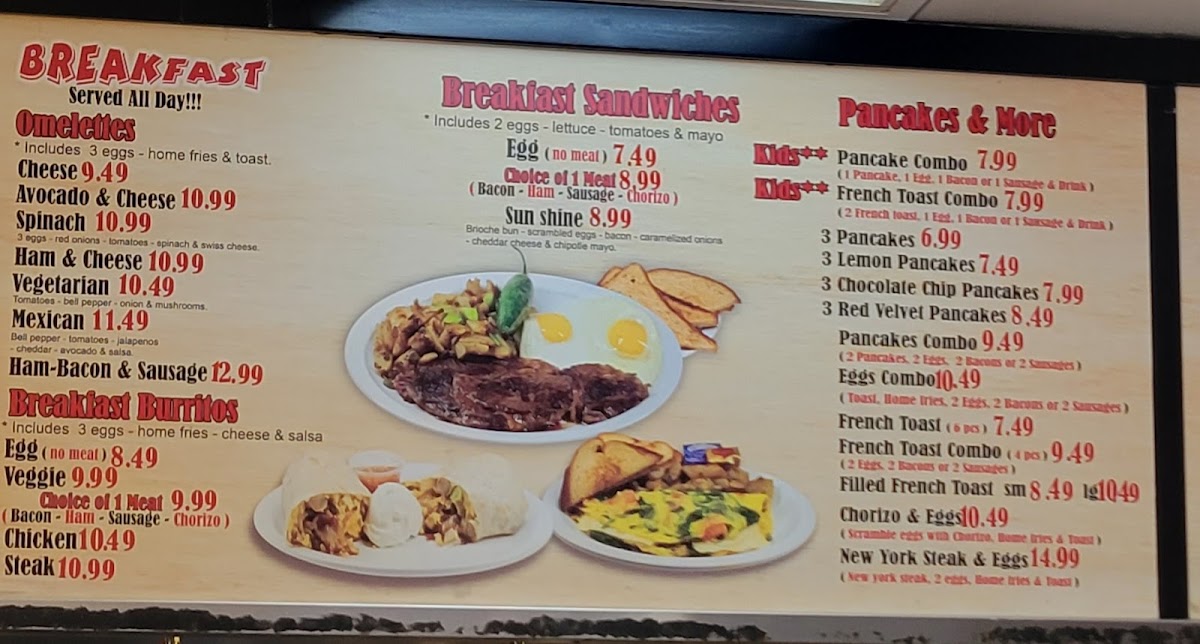 BREAKFAST
Served All Day!!!
Omelettes
* Includes 3 eggs - home fries & toast.
Cheese 9.49
Avocado & Cheese 10.99
Spinach 10.99
3 eggs - red onions - tomatoes - spinach & swiss cheese.
Ham & Cheese 10.99
Vegetarian 10.49
Tomatoes - bell pepper - onion & mushrooms.
Mexican 11.49
Bell pepper - tomatoes - jalapenos
- cheddar - avocado & salsa.
Ham-Bacon & Sausage 12.99
Breakfast Burritos
* Includes 3 eggs - home fries - cheese & salsa
Egg ( no meat ) 8.49
Veggie 9.99
Choice of 1 Meat 9.99
( Bacon - Ham - Sausage - Chorizo )
Chicken 10.49
Steak 10.99
Breakfast Sandwiches
* Includes 2 eggs - lettuce - tomatoes & mayo
Egg ( no meat ) 7.49
Choice of 1 Meat 8.99
( Bacon - Ham - Sausage - Chorizo )
Sun shine 8.99
Brioche bun - scrambled eggs - bacon - caramelized onions
- cheddar cheese & chipotle mayo.
Pancakes & More
Kids** Pancake Combo 7.99
( 1 Pancake, 1 Egg, 1 Bacon or 1 Sausage & Drink )
Kids** French Toast Combo 7.99
( 2 French toast, 1 Egg, 1 Bacon or 1 Sausage & Drink )
3 Pancakes 6.99
3 Lemon Pancakes 7.49
3 Chocolate Chip Pancakes 7.99
3 Red Velvet Pancakes 8.49
Pancakes Combo 9.49
( 2 Pancakes, 2 Eggs, 2 Bacons or 2 Sausages )
Eggs Combo 10.49
( Toast, Home fries, 2 Eggs, 2 Bacons or 2 Sausages )
French Toast ( 6 pcs ) 7.49
French Toast Combo ( 4 pcs ) 9.49
( 2 Eggs, 2 Bacons or 2 Sausages )
Filled French Toast sm 8.49 lg 10.49
Chorizo & Eggs 10.49
( Scramble eggs with Chorizo, Home fries & Toast )
New York Steak & Eggs 14.99
( New york steak, 2 eggs, Home fries & Toast )